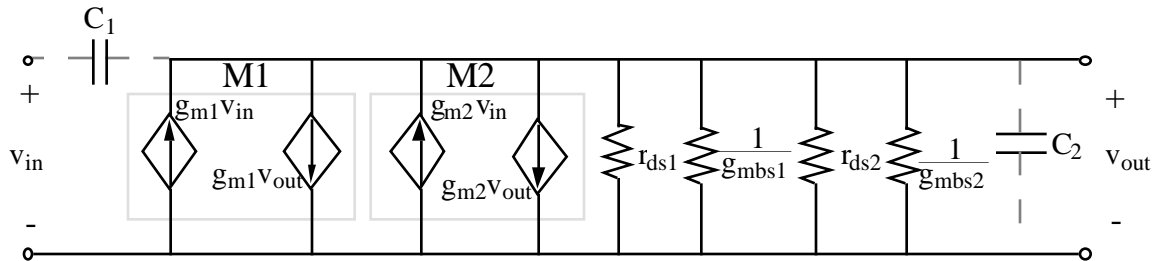 C1
M1
M2
+
vin
-
gm1vin
gm1vout
gm2vin
gm2vout
rds1
1
gmbs1
rds2
1
gmbs2
C2
+
vout
-